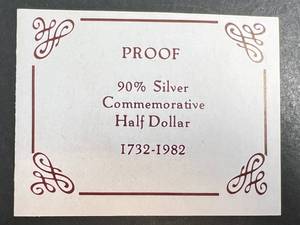 PROOF
90% Silver
Commemorative
Half Dollar
1732-1982